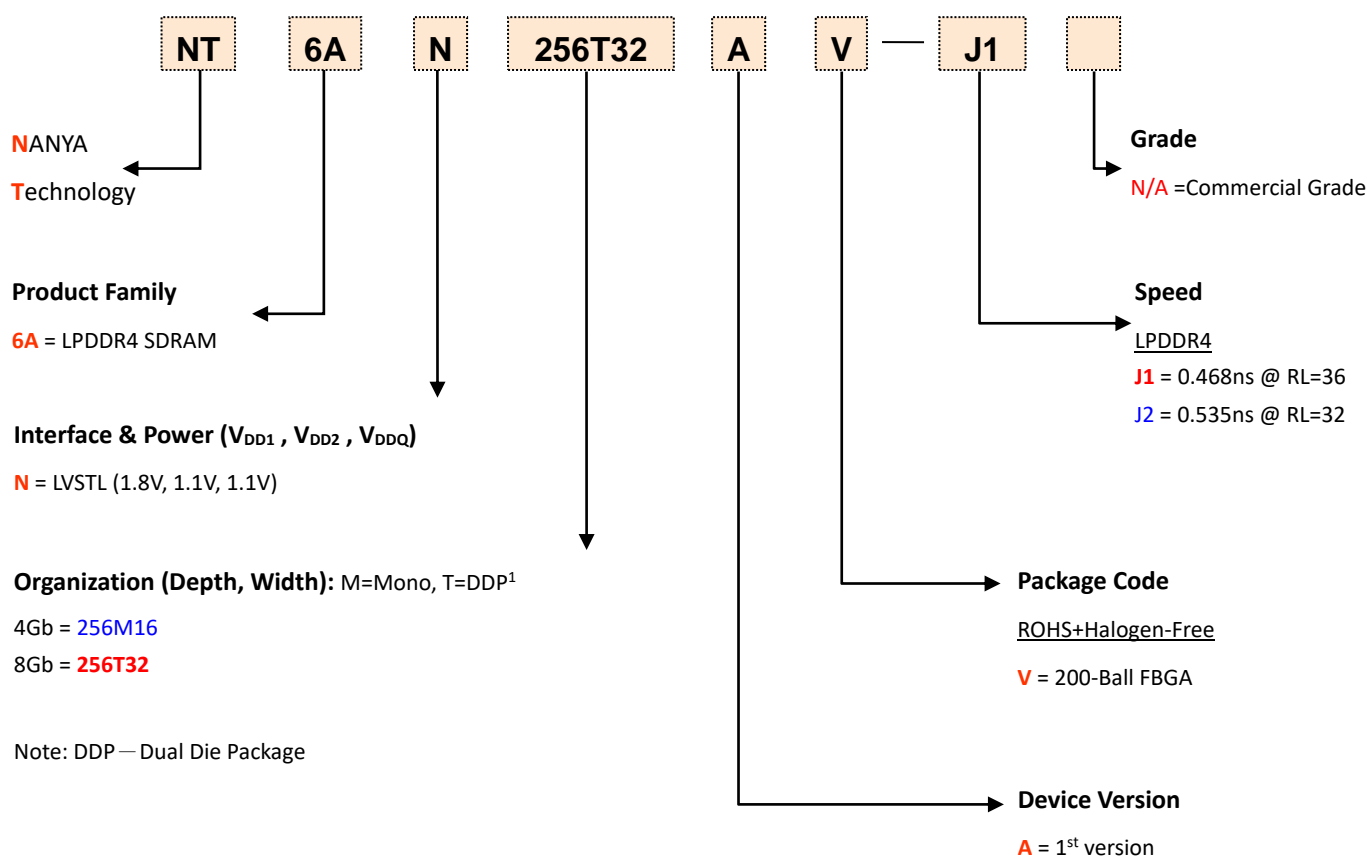 NT 6A N 256T32 A V — J1
NANYA
Technology
Product Family
6A = LPDDR4 SDRAM
Interface & Power (VDD1 , VDD2 , VDDQ)
N = LVSTL (1.8V, 1.1V, 1.1V)
Organization (Depth, Width): M=Mono, T=DDP1
4Gb = 256M16
8Gb = 256T32
Note: DDP—Dual Die Package
Grade
N/A =Commercial Grade
Speed
LPDDR4
J1 = 0.468ns @ RL=36
J2 = 0.535ns @ RL=32
Package Code
ROHS+Halogen-Free
V = 200-Ball FBGA
Device Version
A = 1st version